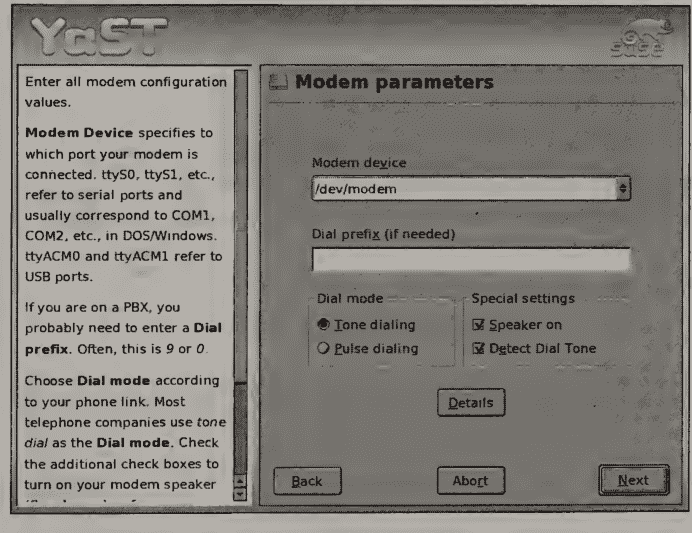 YaST
SuSE
Enter all modem configuration
values.
Modem Device specifies to
which port your modem is
connected. ttyS0, ttyS1, etc.,
refer to serial ports and
usually correspond to COM1,
COM2, etc., in DOS/Windows.
ttyACM0 and ttyACM1 refer to
USB ports.
If you are on a PBX, you
probably need to enter a Dial
prefix. Often, this is 9 or 0.
Choose Dial mode according
to your phone link. Most
telephone companies use tone
dial as the Dial mode. Check
the additional check boxes to
turn on your modem speaker
Modem parameters
Modem device
/dev/modem
Dial prefix (if needed)
Dial mode
Tone dialing
Pulse dialing
Special settings
Speaker on
Detect Dial Tone
Details
Back
Abort
Next